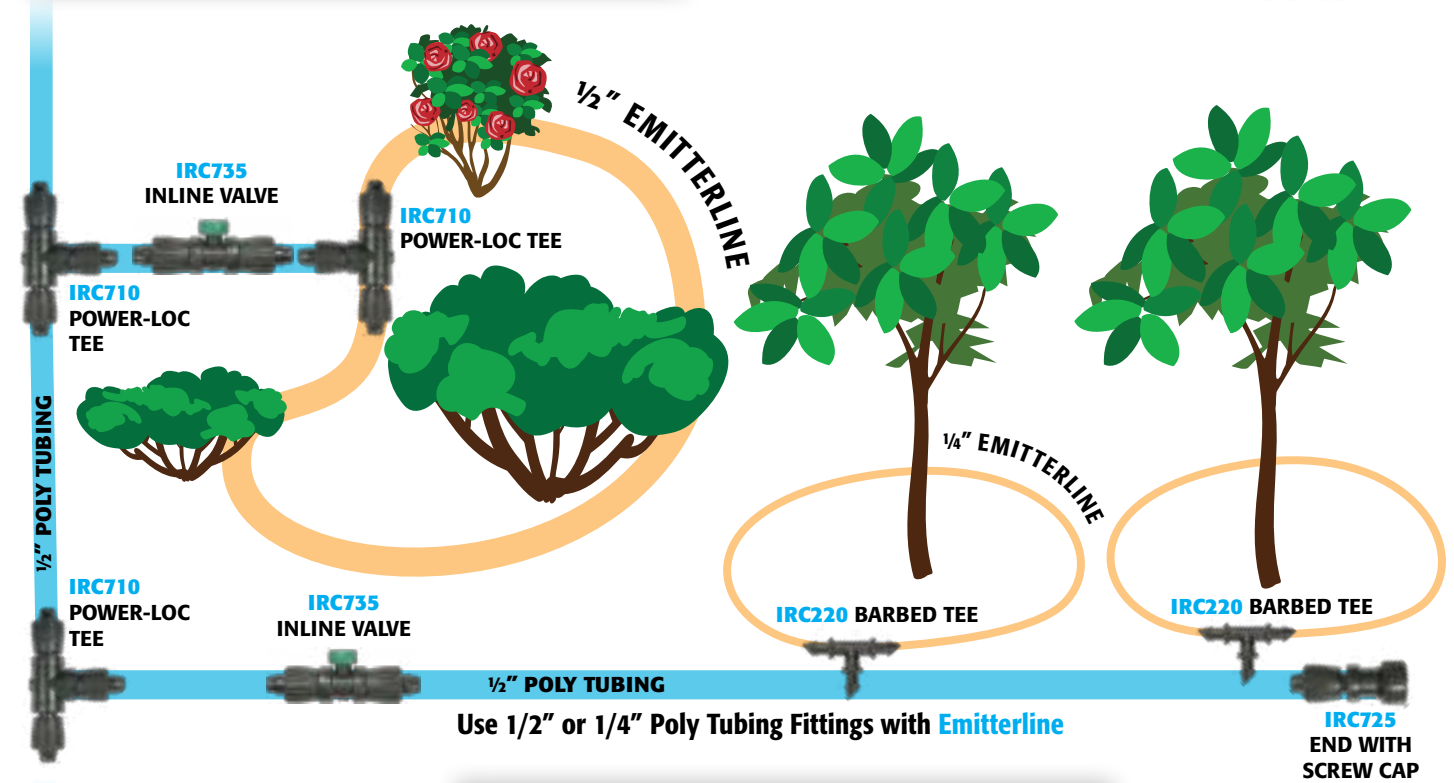 ½" EMITTERLINE
IRC735
INLINE VALVE
IRC710
POWER-LOC TEE
IRC710
POWER-LOC
TEE
½" POLY TUBING
¼" EMITTERLINE
IRC710
POWER-LOC
TEE
IRC735
INLINE VALVE
IRC220 BARBED TEE
IRC220 BARBED TEE
½" POLY TUBING
Use 1/2" or 1/4" Poly Tubing Fittings with Emitterline
IRC725
END WITH
SCREW CAP